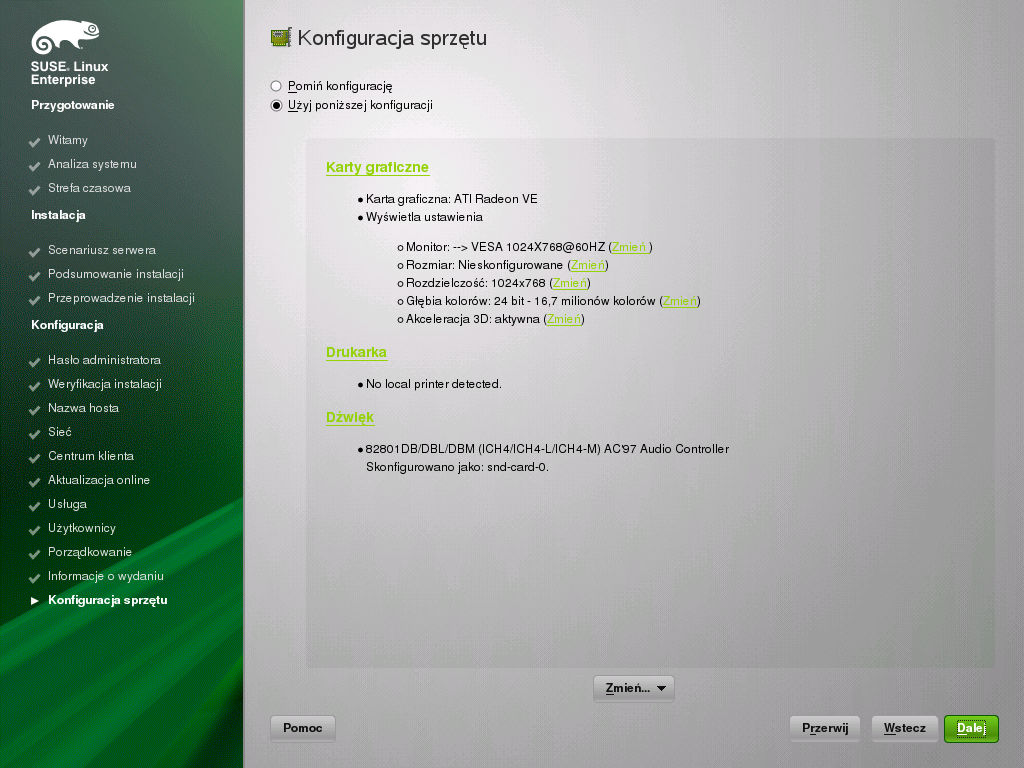 SUSE. Linux
Enterprise
Przygotowanie
Witamy
Analiza systemu
Strefa czasowa
Instalacja
Scenariusz serwera
Podsumowanie instalacji
Przeprowadzenie instalacji
Konfiguracja
Hasło administratora
Weryfikacja instalacji
Nazwa hosta
Sieć
Centrum klienta
Aktualizacja online
Usługa
Użytkownicy
Porządkowanie
Informacje o wydaniu
Konfiguracja sprzętu
Konfiguracja sprzętu
Pomiń konfigurację
Użyj poniższej konfiguracji
Karty graficzne
Karta graficzna: ATI Radeon VE
Wyświetla ustawienia
Monitor: --> VESA 1024X768@60HZ (Zmień )
Rozmiar: Nieskonfigurowane (Zmień)
Rozdzielczość: 1024x768 (Zmień)
Głębia kolorów: 24 bit - 16,7 milionów kolorów (Zmień)
Akceleracja 3D: aktywna (Zmień)
Drukarka
No local printer detected.
Dźwięk
82801DB/DBL/DBM (ICH4/ICH4-L/ICH4-M) AC'97 Audio Controller
Skonfigurowano jako: snd-card-0.
Zmień...
Pomoc
Przerwij
Wstecz
Dalej